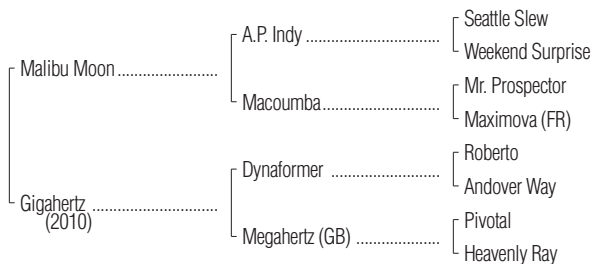 Seattle Slew
A.P. Indy
Weekend Surprise
Malibu Moon
Mr. Prospector
Macoumba
Maximova (FR)
Roberto
Dynaformer
Andover Way
Gigahertz
(2010)
Pivotal
Megahertz (GB)
Heavenly Ray